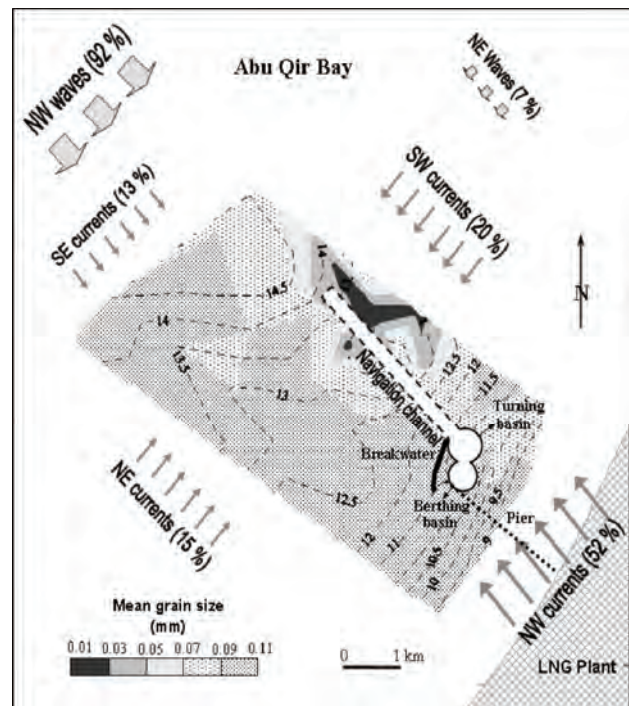 NW waves (92 %)
Abu Qir Bay
NE Waves (7 %)
SE currents (13 %)
SW currents (20 %)
N
14
14.5
14
13.5
13
12.5
12
11.5
Navigation channel
Turning
basin
Breakwater
12.5
Berthing
basin
9.5
Pier
NE currents (15 %)
12
11
10.5
10
9
NW currents (52 %)
Mean grain size
(mm)
0.01 0.03 0.05 0.07 0.09 0.11
0 1 km
LNG Plant